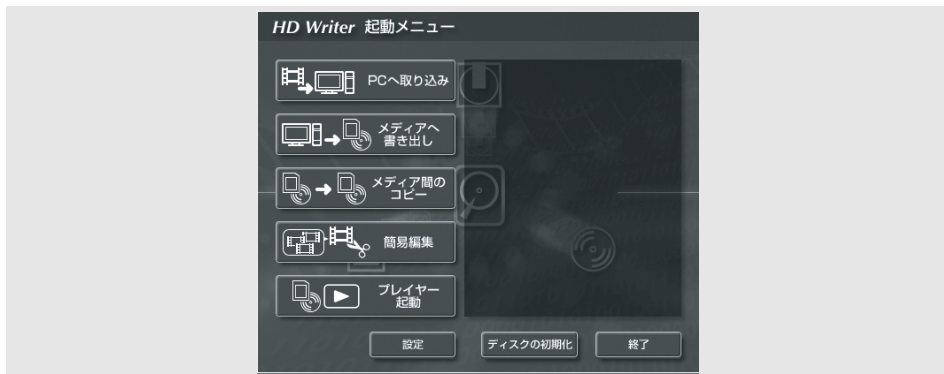 HD Writer 起動メニュー
PCへ取り込み
メディアへ
書き出し
メディア間の
コピー
簡易編集
プレイヤー
起動
設定
ディスクの初期化
終了